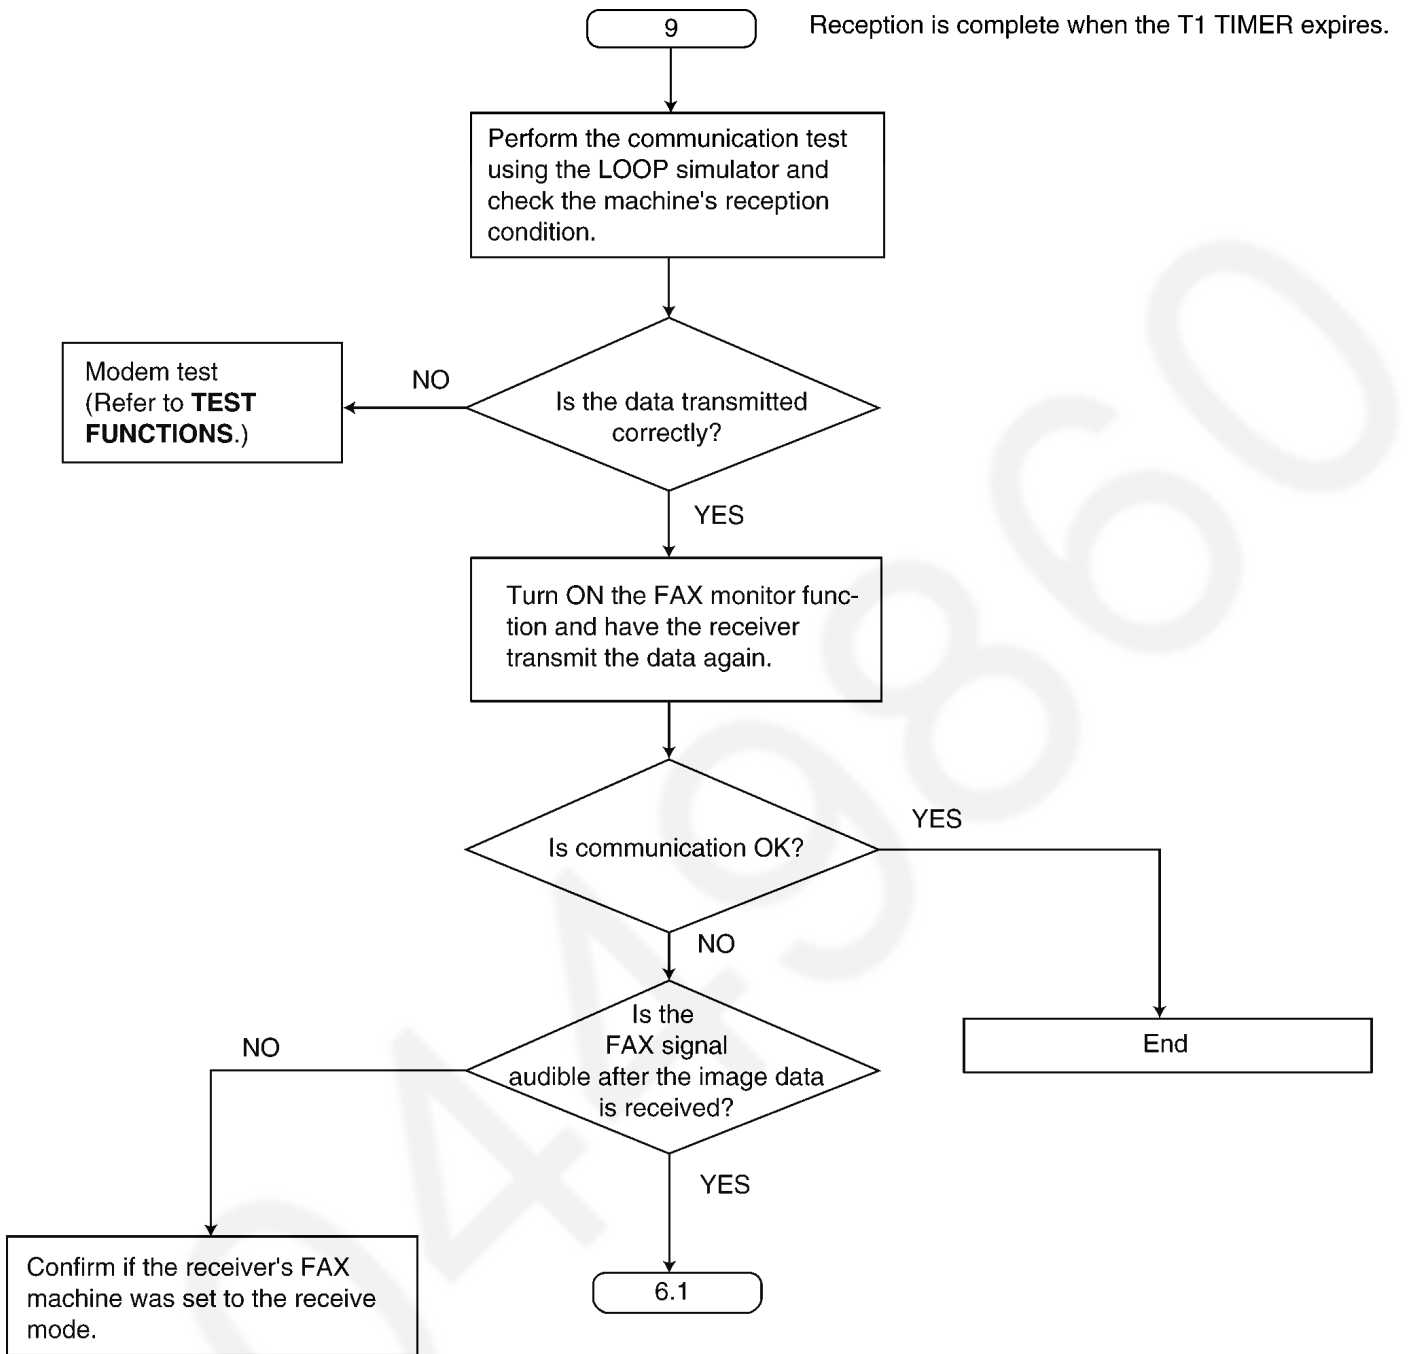 9
Reception is complete when the T1 TIMER expires.
Perform the communication test
using the LOOP simulator and
check the machine's reception
condition.
Modem test
(Refer to TEST
FUNCTIONS.)
NO
Is the data transmitted
correctly?
YES
Turn ON the FAX monitor func-
tion and have the receiver
transmit the data again.
Is communication OK?
YES
NO
End
Is the
FAX signal
audible after the image data
is received?
NO
YES
Confirm if the receiver's FAX
machine was set to the receive
mode.
6.1
0449860